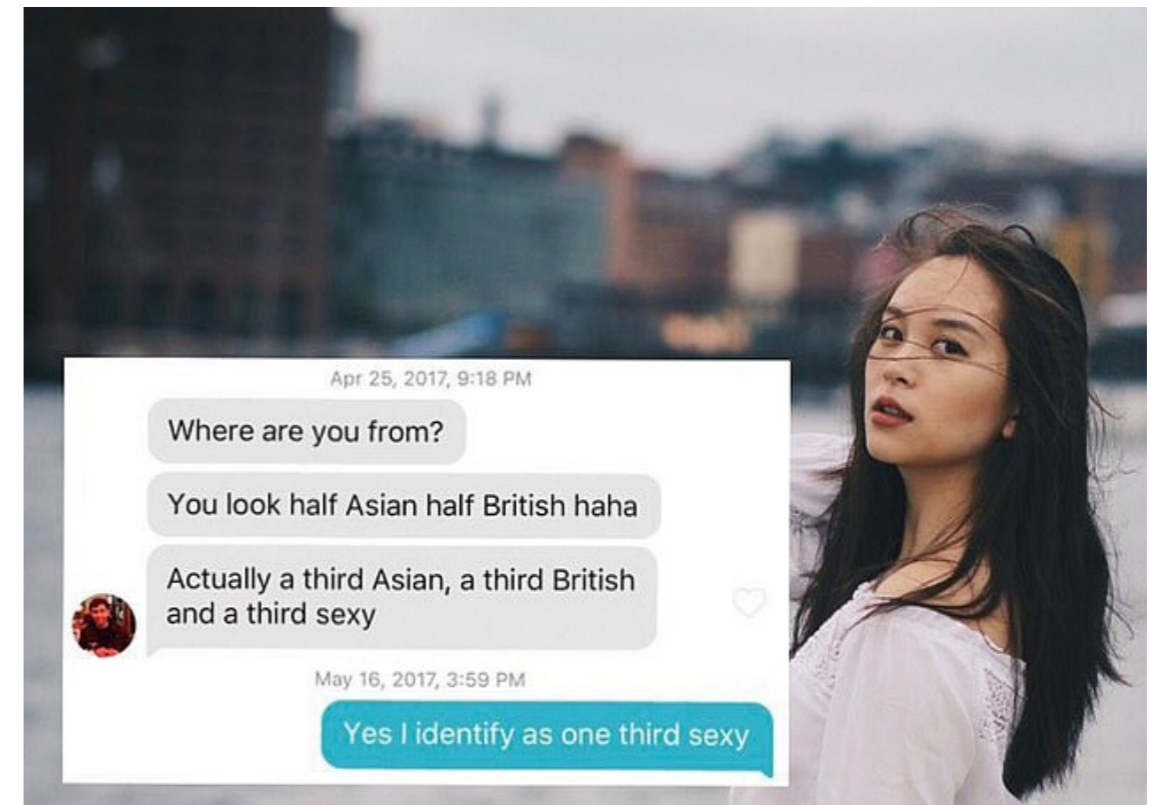 Apr 25, 2017, 9:18 PM
Where are you from?
You look half Asian half British haha
Actually a third Asian, a third British
and a third sexy
May 16, 2017, 3:59 PM
Yes I identify as one third sexy